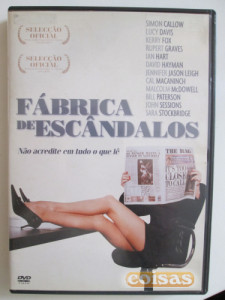 SELECÇÃO
OFICIAL
SELECÇÃO
OFICIAL
SIMON CALLOW
LUCY DAVIS
KERRY FOX
RUPERT GRAVES
IAN HART
DAVID HAYMAN
JENNIFER JASON LEIGH
CAL MACANINCH
MALCOLM McDOWELL
BILL PATERSON
JOHN SESSIONS
SARA STOCKBRIDGE
FÁBRICA
DE ESCÂNDALOS
Não acredite em tudo o que lê
THE RAG
DVD
coisas